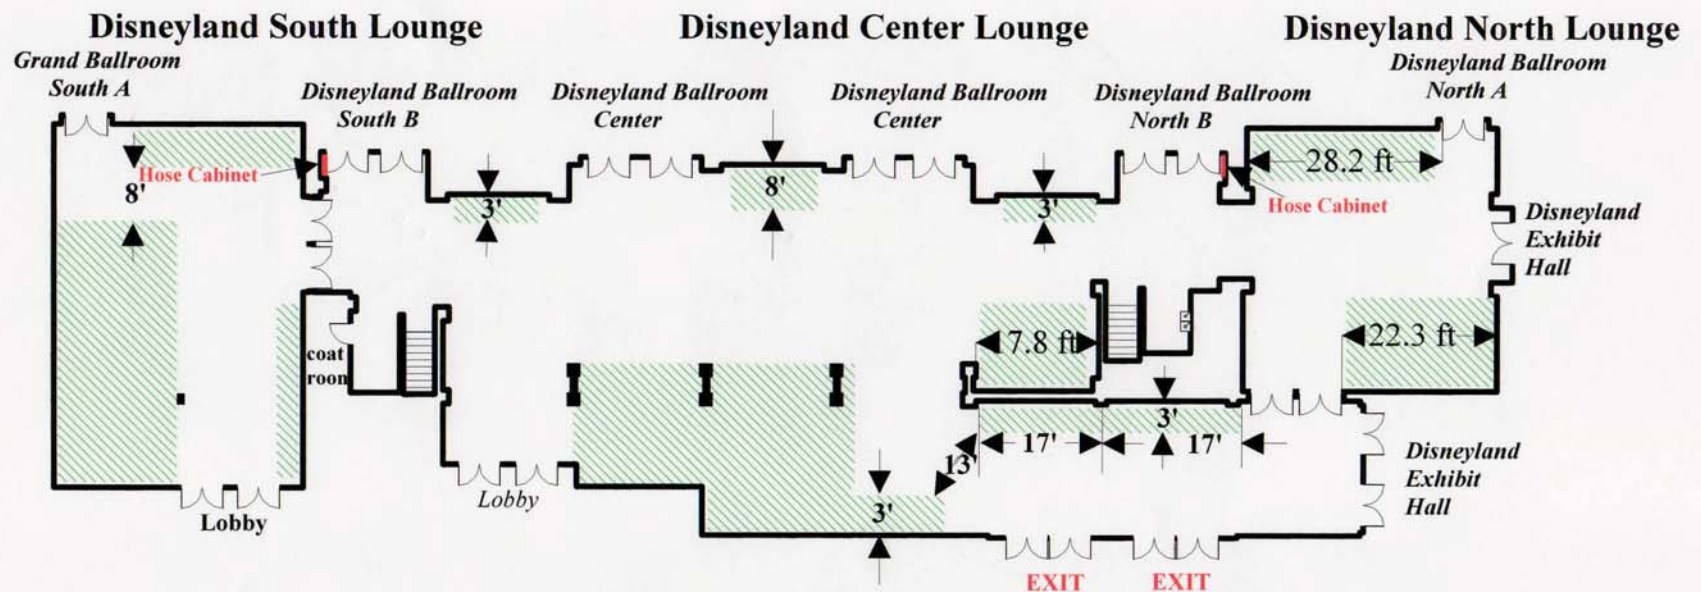 Disneyland South Lounge
Disneyland Center Lounge
Disneyland North Lounge
Grand Ballroom
South A
Disneyland Ballroom
South B
Disneyland Ballroom
Center
Disneyland Ballroom
Center
Disneyland Ballroom
North B
Disneyland Ballroom
North A
Hose Cabinet
8'
3'
8'
3'
28.2 ft
Hose Cabinet
Disneyland
Exhibit
Hall
coat
room
17.8 ft
22.3 ft
3'
17'
17'
13'
3'
Disneyland
Exhibit
Hall
Lobby
Lobby
EXIT
EXIT